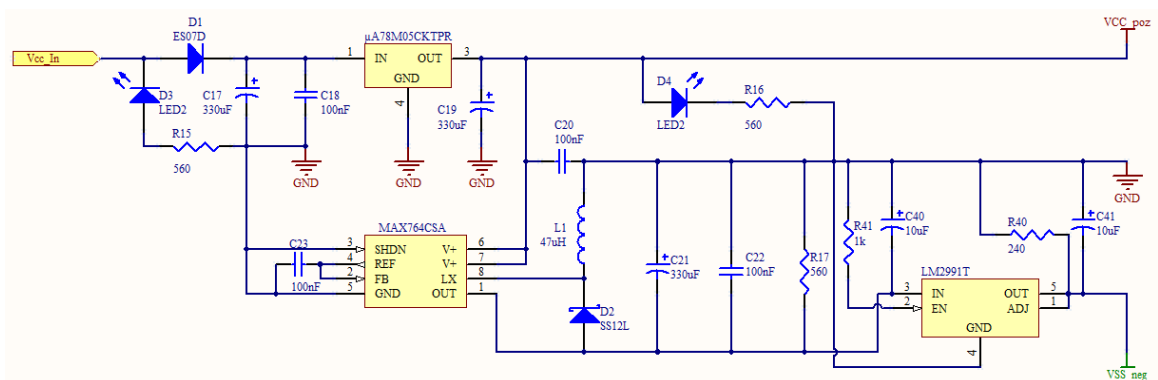 D1
ES07D
Vcc_In
D3
LED2
R15
560
C17
330uF
C18
100nF
GND
µA78M05CKTPR
1
IN
OUT
3
GND
4
GND
C19
330uF
GND
VCC_poz
D4
LED2
R16
560
C20
100nF
GND
MAX764CSA
3
SHDN
V+
6
4
REF
V+
7
2
FB
LX
8
5
GND
OUT
1
C23
100nF
L1
47uH
D2
SS12L
C21
330uF
C22
100nF
R17
560
R41
1k
C40
10uF
R40
240
C41
10uF
LM2991T
3
IN
OUT
5
2
EN
ADJ
1
GND
4
VSS_neg